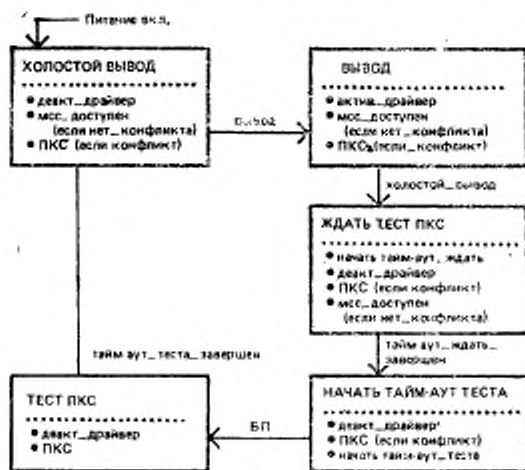 Питание вкл.
ХОЛОСТОЙ ВЫВОД
деакт_драйвер
мсс_доступен
(если нет_конфликта)
ПКС (если конфликт)
вывод
ВЫВОД
актив_драйвер
мсс_доступен
(если нет_конфликта)
ПКС (если_конфликт)
холостой_вывод
ЖДАТЬ ТЕСТ ПКС
начать тайм-аут_ждать
деакт_драйвер
ПКС (если конфликт)
мсс_доступен
(если нет_конфликта)
тайм аут_ждать_
завершен
НАЧАТЬ ТАЙМ-АУТ ТЕСТА
деакт_драйвер
ПКС (если конфликт)
начать тайм-аут_теста
БП
ТЕСТ ПКС
деакт_драйвер
ПКС
тайм аут_теста_завершен